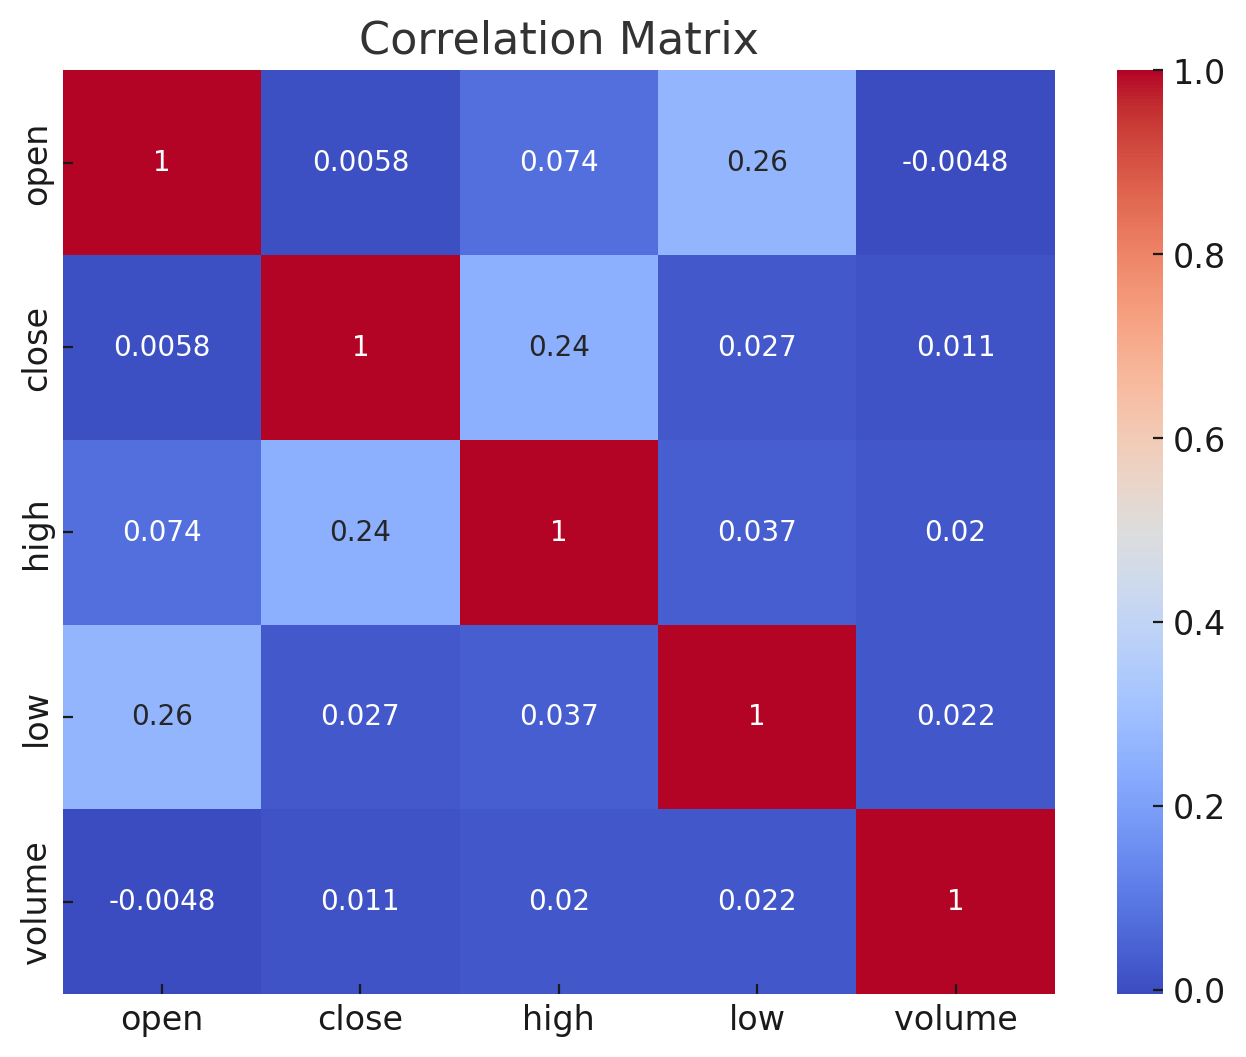 Correlation Matrix
open 1 0.0058 0.074 0.26 -0.0048
close 0.0058 1 0.24 0.027 0.011
high 0.074 0.24 1 0.037 0.02
low 0.26 0.027 0.037 1 0.022
volume -0.0048 0.011 0.02 0.022 1
open close high low volume
1.0
0.8
0.6
0.4
0.2
0.0